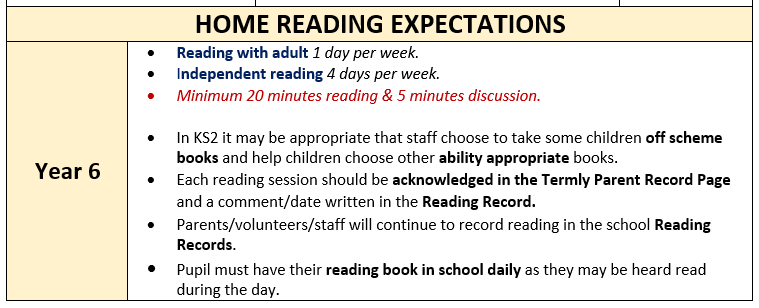 HOME READING EXPECTATIONS
Year 6
• Reading with adult 1 day per week.
• Independent reading 4 days per week.
• Minimum 20 minutes reading & 5 minutes discussion.
• In KS2 it may be appropriate that staff choose to take some children off scheme
books and help children choose other ability appropriate books.
• Each reading session should be acknowledged in the Termly Parent Record Page
and a comment/date written in the Reading Record.
• Parents/volunteers/staff will continue to record reading in the school Reading
Records.
• Pupil must have their reading book in school daily as they may be heard read
during the day.